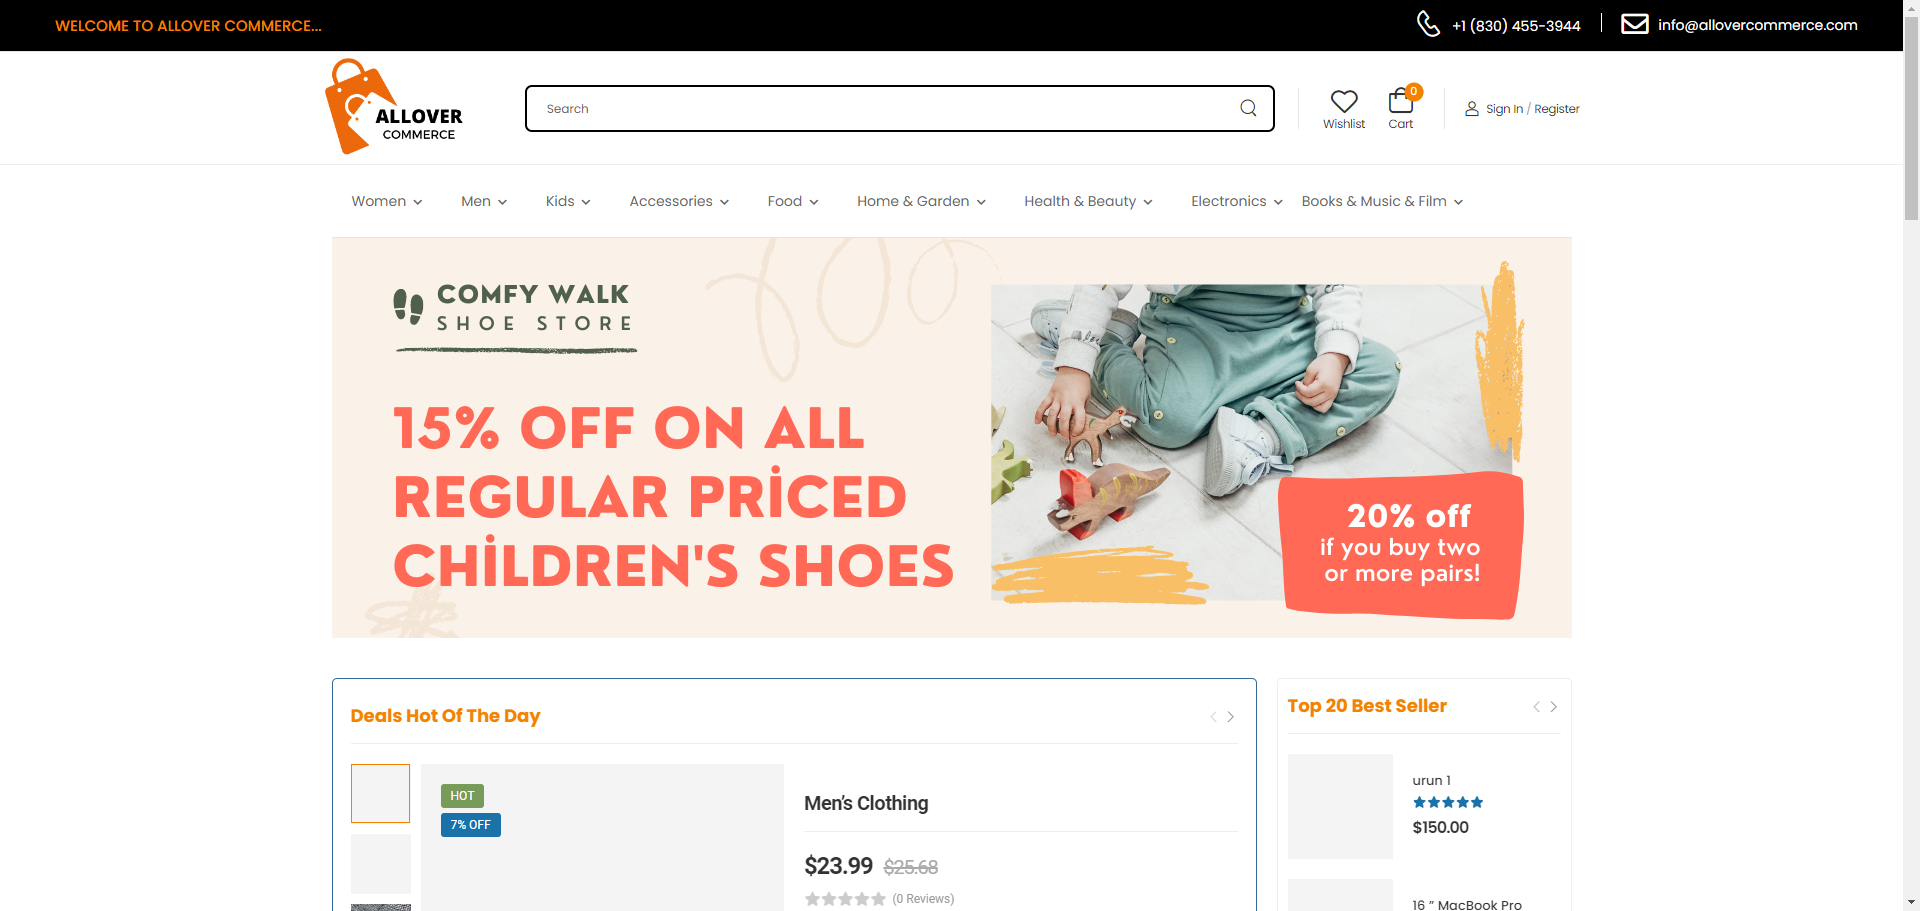 WELCOME TO ALLOVER COMMERCE...
+1 (830) 455-3944
info@allovercommerce.com
ALLOVER
COMMERCE
Search
Wishlist
0
Cart
Sign In / Register
Women
Men
Kids
Accessories
Food
Home & Garden
Health & Beauty
Electronics
Books & Music & Film
COMFY WALK
SHOE STORE
15% OFF ON ALL
REGULAR PRİCED
CHİLDREN'S SHOES
20% off
if you buy two
or more pairs!
Deals Hot Of The Day
HOT
7% OFF
Men’s Clothing
$23.99 $25.68
(0 Reviews)
Top 20 Best Seller
urun 1
$150.00
16 ” MacBook Pro